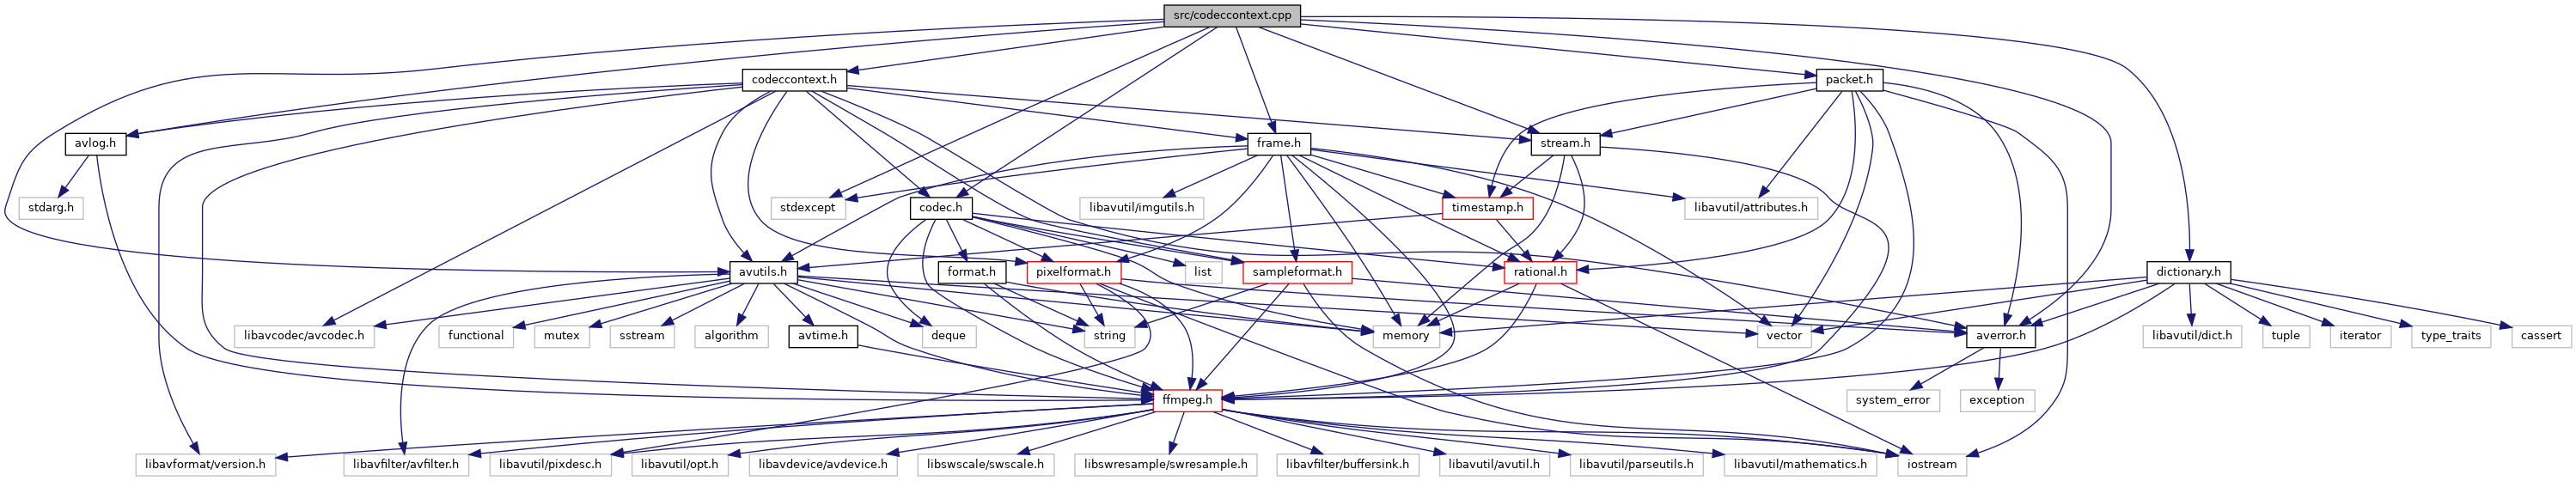 src/codeccontext.cpp
codeccontext.h
packet.h
avlog.h
frame.h
stream.h
stdarg.h
stdexcept
codec.h
libavutil/imgutils.h
timestamp.h
libavutil/attributes.h
avutils.h
format.h
pixelformat.h
list
sampleformat.h
rational.h
dictionary.h
libavcodec/avcodec.h
functional
mutex
sstream
algorithm
avtime.h
deque
string
memory
vector
averror.h
libavutil/dict.h
tuple
iterator
type_traits
cassert
ffmpeg.h
system_error
exception
libavformat/version.h
libavfilter/avfilter.h
libavutil/pixdesc.h
libavutil/opt.h
libavdevice/avdevice.h
libswscale/swscale.h
libswresample/swresample.h
libavfilter/buffersink.h
libavutil/avutil.h
libavutil/parseutils.h
libavutil/mathematics.h
iostream